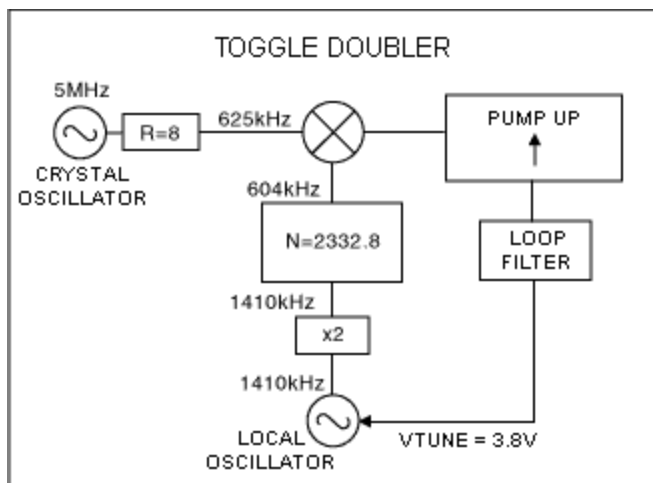 TOGGLE DOUBLER
5MHz
R=8
625kHz
PUMP UP
CRYSTAL
OSCILLATOR
604kHz
N=2332.8
LOOP
FILTER
1410kHz
x2
1410kHz
LOCAL
OSCILLATOR
VTUNE = 3.8V